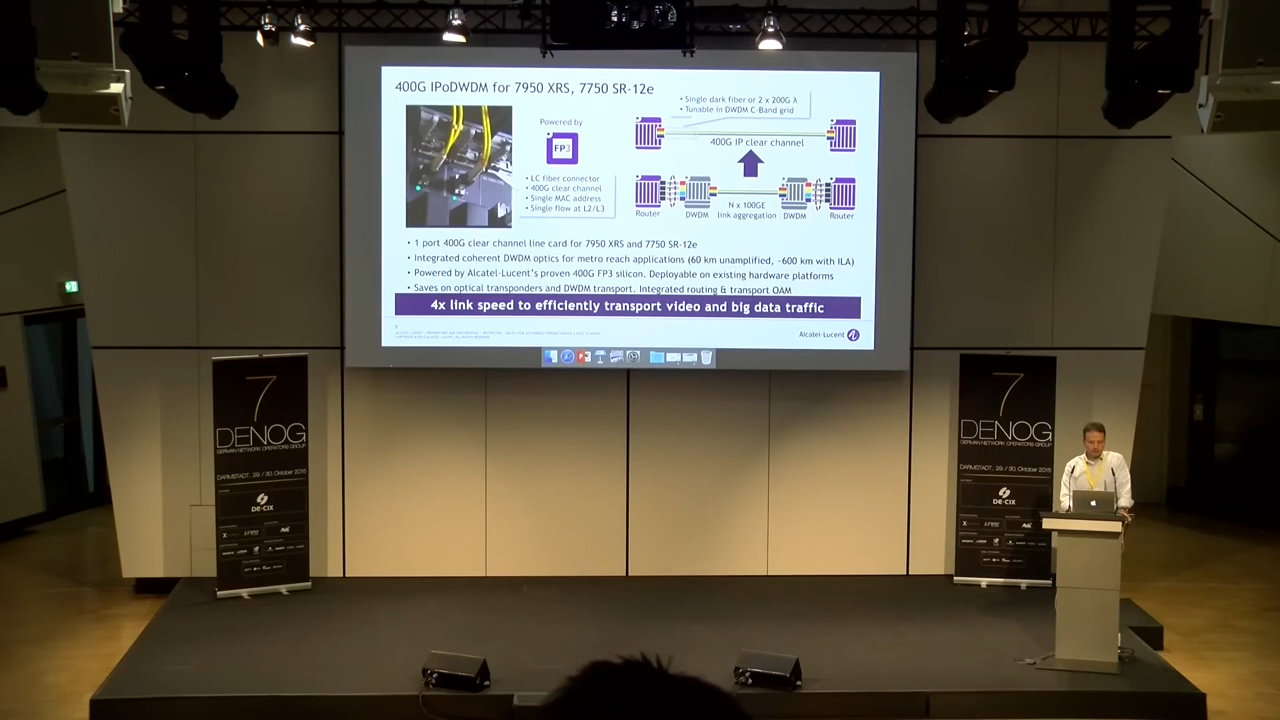 400G IPoDWDM for 7950 XRS, 7750 SR-12e
Powered by
FP3
• LC fiber connector
• 400G clear channel
• Single MAC address
• Single flow at L2/L3
• Single dark fiber or 2 x 200G λ
• Tunable in DWDM C-Band grid
400G IP clear channel
Router
DWDM
N x 100GE
link aggregation
DWDM
Router
• 1 port 400G clear channel line card for 7950 XRS and 7750 SR-12e
• Integrated coherent DWDM optics for metro reach applications (60 km unamplified, ~600 km with ILA)
• Powered by Alcatel-Lucent's proven 400G FP3 silicon. Deployable on existing hardware platforms
• Saves on optical transponders and DWDM transport. Integrated routing & transport OAM
4x link speed to efficiently transport video and big data traffic
Alcatel-Lucent
7
DENOG
GERMAN NETWORK OPERATORS GROUP
DARMSTADT, 29. / 30. Oktober 2015
DE-CIX
7
DENOG
GERMAN NETWORK OPERATORS GROUP
DARMSTADT, 29. / 30. Oktober 2015
DE-CIX